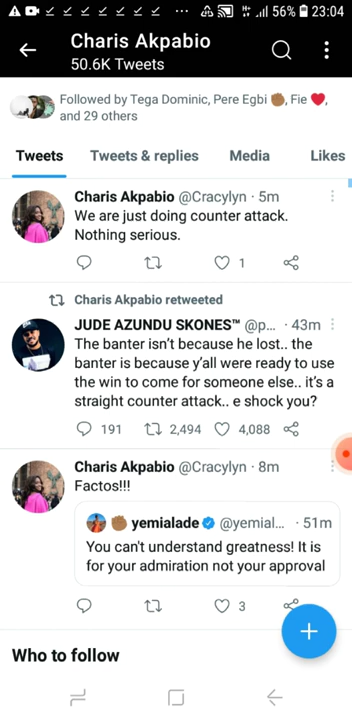 56% 23:04
Charis Akpabio
50.6K Tweets
Followed by Tega Dominic, Pere Egbi ✊🏾, Fie ❤️,
and 29 others
Tweets Tweets & replies Media Likes
Charis Akpabio @Cracylyn · 5m
We are just doing counter attack.
Nothing serious.
1
Charis Akpabio retweeted
JUDE AZUNDU SKONES™ @p... · 43m
The banter isn't because he lost.. the
banter is because y'all were ready to use
the win to come for someone else.. it's a
straight counter attack.. e shock you?
191 2,494 4,088
Charis Akpabio @Cracylyn · 8m
Factos!!!
✊🏾 yemialade @yemial... · 51m
You can't understand greatness! It is
for your admiration not your approval
3
Who to follow